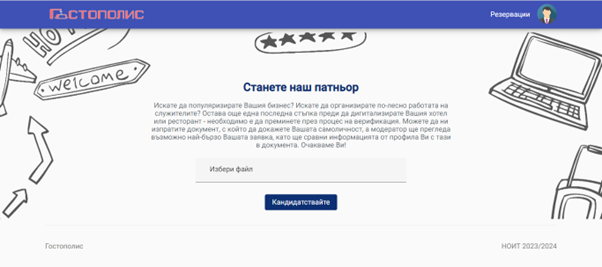 Гостополис
Резервации
HOT
welcome
Станете наш патньор
Искате да популяризирате Вашия бизнес? Искате да организирате по-лесно работата на
служителите? Остава още една последна стъпка преди да дигитализирате Вашия хотел
или ресторант - необходимо е да преминете през процес на верификация. Можете да ни
изпратите документ, с който да докажете Вашата самоличност, а модератор ще прегледа
възможно най-бързо Вашата заявка, като ще сравни информацията от профила Ви с тази
в документа. Очакваме Ви!
Избери файл
Кандидатствайте
Гостополис
НОИТ 2023/2024